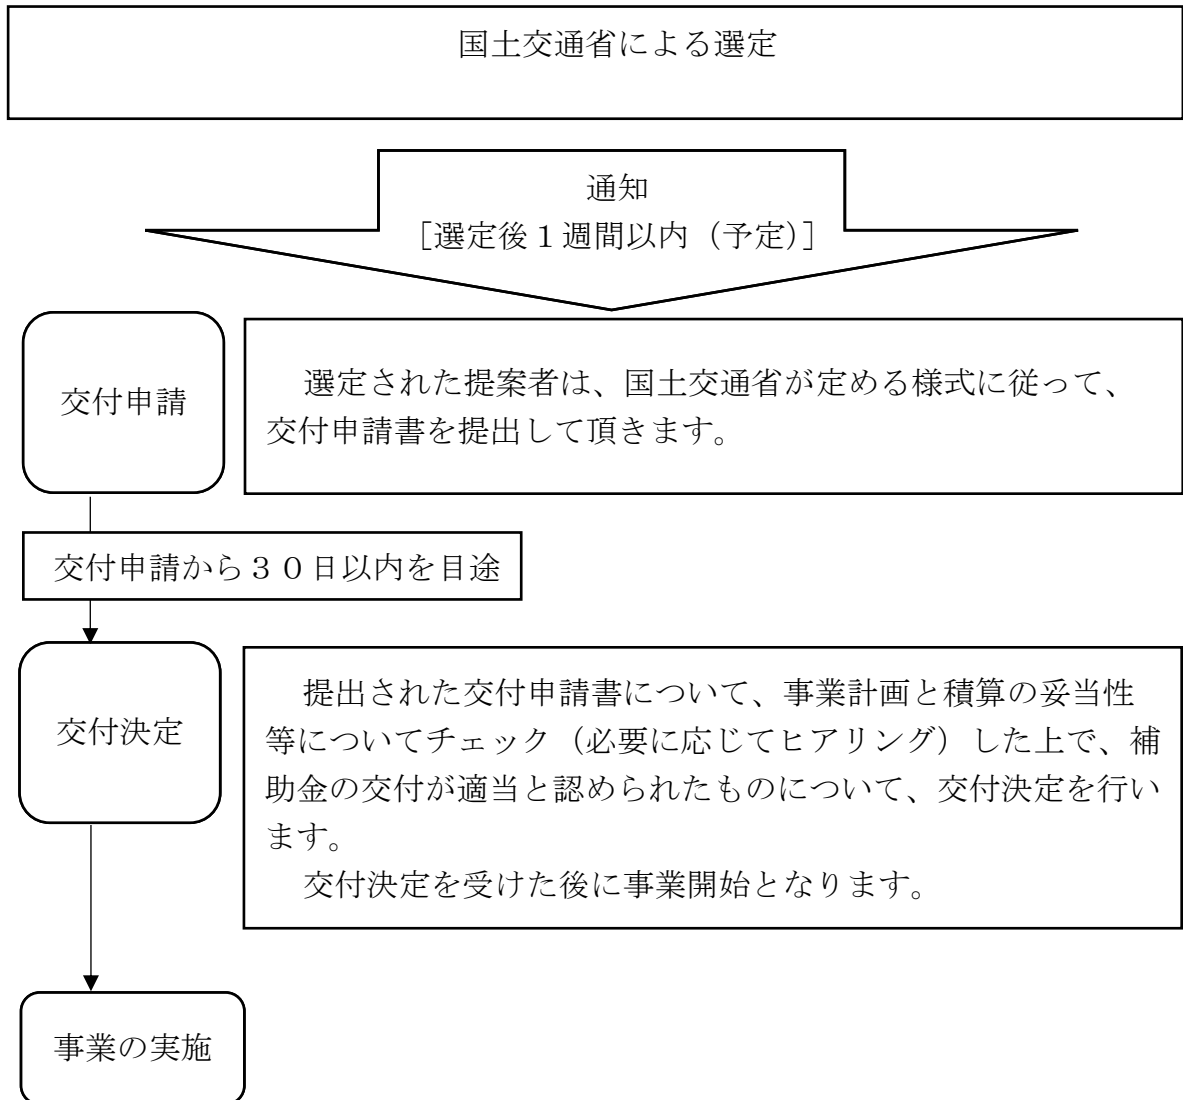 国土交通省による選定
通知
［選定後１週間以内（予定）］
交付申請
選定された提案者は、国土交通省が定める様式に従って、
交付申請書を提出して頂きます。
交付申請から３０日以内を目途
交付決定
提出された交付申請書について、事業計画と積算の妥当性
等についてチェック（必要に応じてヒアリング）した上で、補
助金の交付が適当と認められたものについて、交付決定を行い
ます。
交付決定を受けた後に事業開始となります。
事業の実施